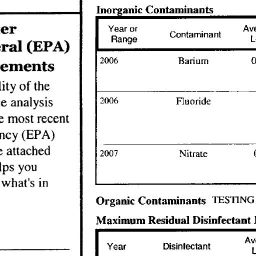 er
eral (EPA)
ements
lity of the
e analysis
e most recent
ncy (EPA)
e attached
lps you
what's in
Inorganic Contaminants
Year or Range Contaminant
2006 Barium 0
2006 Fluoride
2007 Nitrate
Organic Contaminants TESTING
Maximum Residual Disinfectant
Year Disinfectant